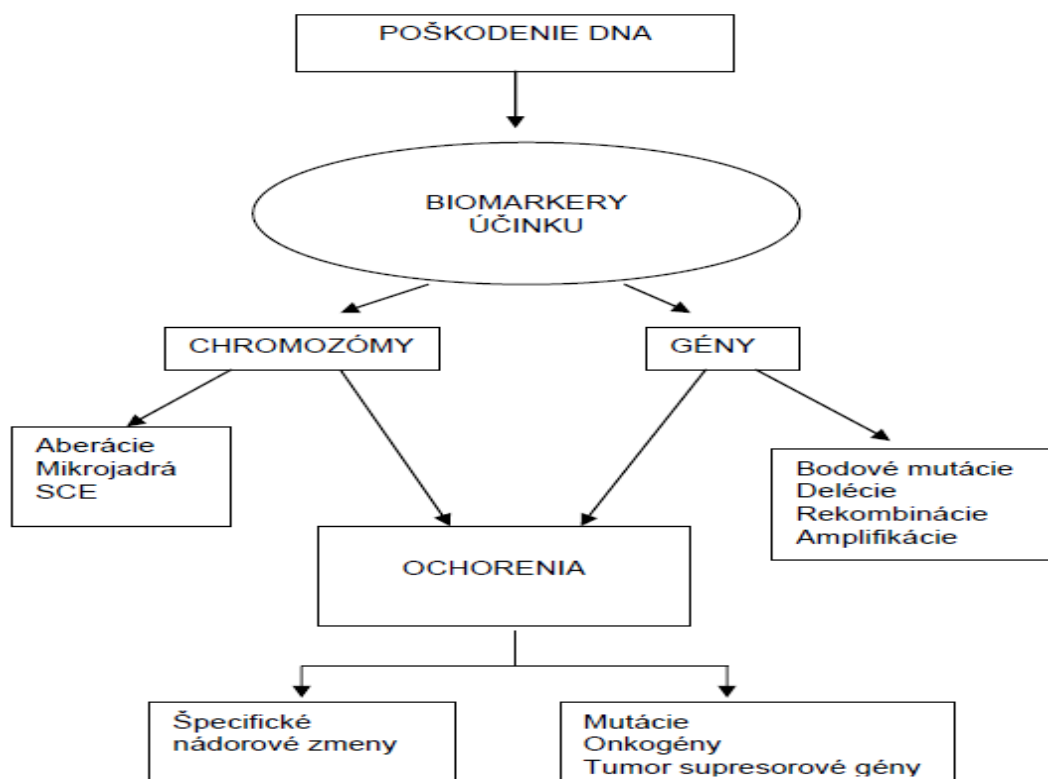 POŠKODENIE DNA
BIOMARKERY
ÚČINKU
CHROMOZÓMY
GÉNY
Aberácie
Mikrojadrá
SCE
Bodové mutácie
Delécie
Rekombinácie
Amplifikácie
OCHORENIA
Špecifické
nádorové zmeny
Mutácie
Onkogény
Tumor supresorové gény